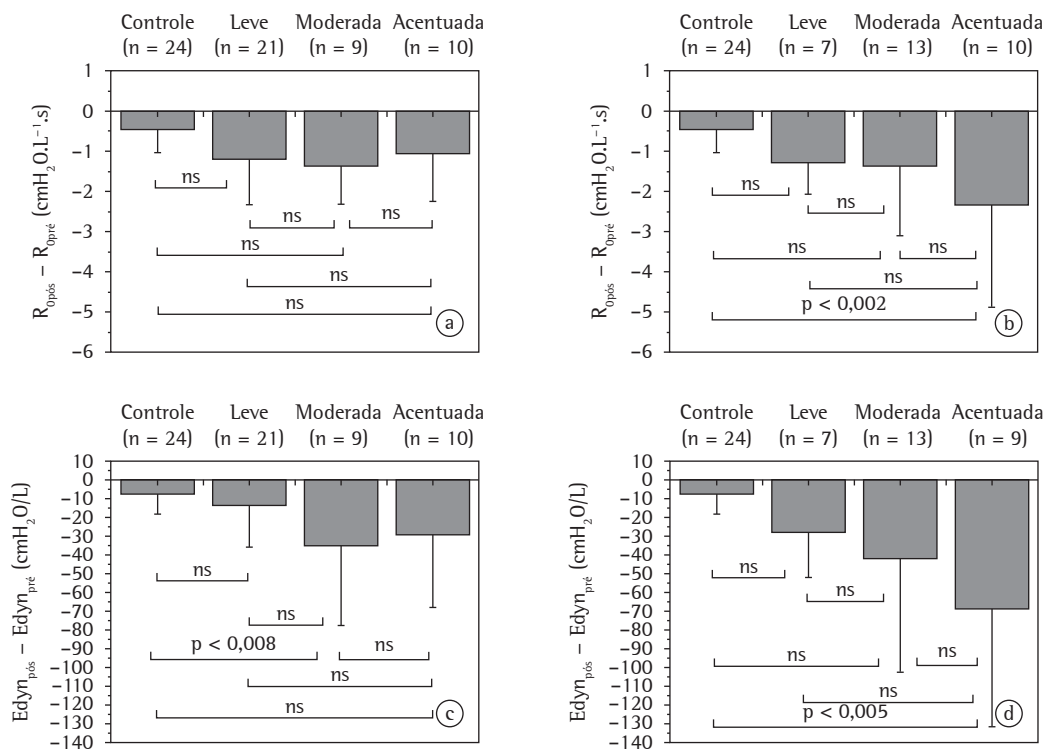 Controle Leve Moderada Acentuada
(n = 24) (n = 21) (n = 9) (n = 10)
R₀pós – R₀pré (cmH₂O.L⁻¹.s)
1
0
–1
–2
–3
–4
–5
–6
ns
ns ns
ns
ns
ns
a
Controle Leve Moderada Acentuada
(n = 24) (n = 7) (n = 13) (n = 10)
R₀pós – R₀pré (cmH₂O.L⁻¹.s)
1
0
–1
–2
–3
–4
–5
–6
ns
ns
ns ns
ns
p < 0,002
b
Controle Leve Moderada Acentuada
(n = 24) (n = 21) (n = 9) (n = 10)
Edynpós – Edynpré (cmH₂O/L)
10
0
–10
–20
–30
–40
–50
–60
–70
–80
–90
–100
–110
–120
–130
–140
ns
ns
p < 0,008 ns
ns
ns
c
Controle Leve Moderada Acentuada
(n = 24) (n = 7) (n = 13) (n = 9)
Edynpós – Edynpré (cmH₂O/L)
10
0
–10
–20
–30
–40
–50
–60
–70
–80
–90
–100
–110
–120
–130
–140
ns
ns
ns ns
ns
p < 0,005
d